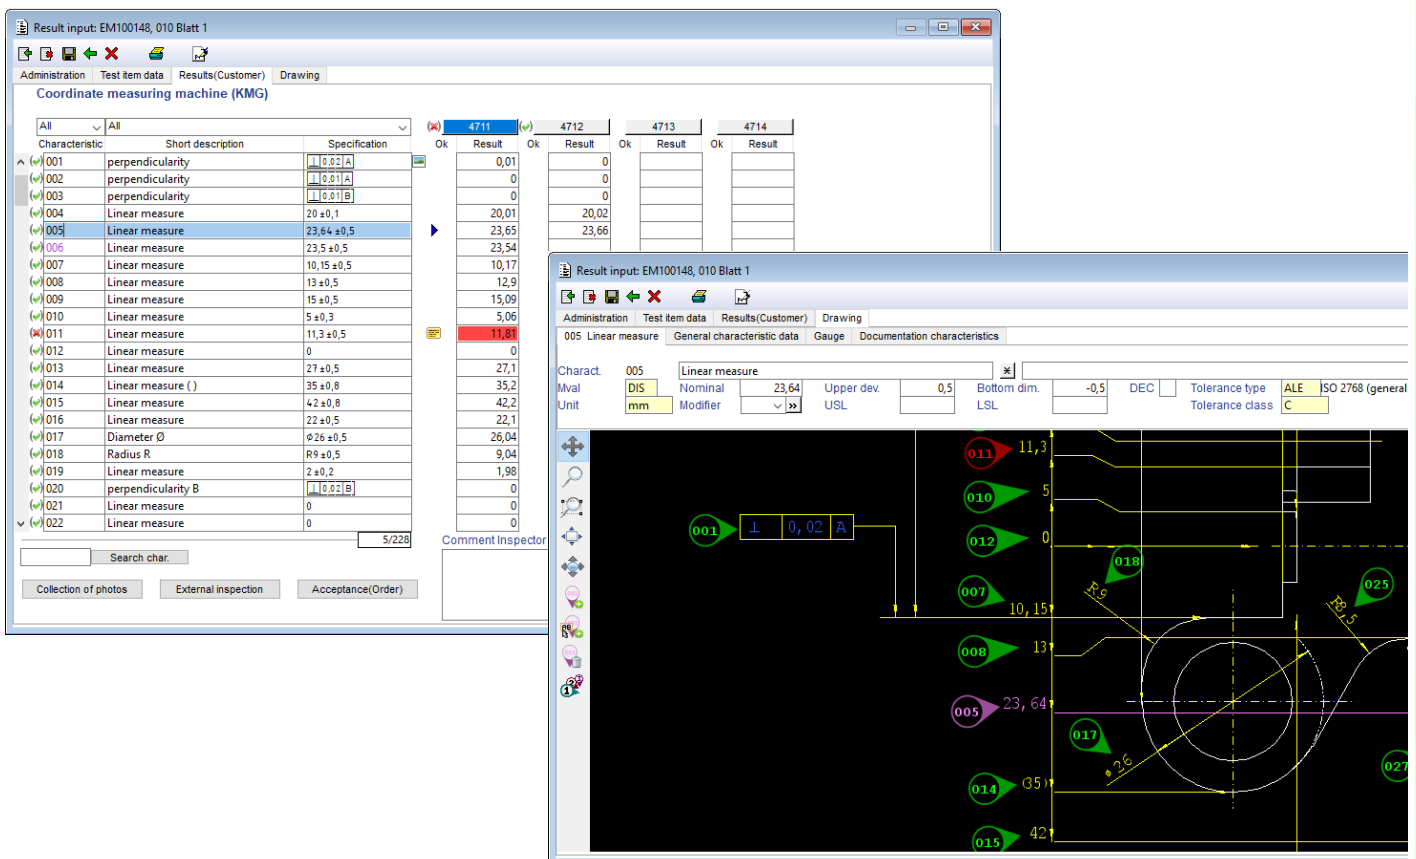 Result input: EM100148, 010 Blatt 1
Administration Test item data Results(Customer) Drawing
Coordinate measuring machine (KMG)
All All 4711 4712 4713 4714
Characteristic Short description Specification Ok Result Ok Result Ok Result Ok Result
001 perpendicularity ⊥ 0,02 A 0,01 0
002 perpendicularity ⊥ 0,01 A 0 0
003 perpendicularity ⊥ 0,01 B 0 0
004 Linear measure 20 ±0,1 20,01 20,02
005 Linear measure 23,64 ±0,5 23,65 23,66
006 Linear measure 23,5 ±0,5 23,54
007 Linear measure 10,15 ±0,5 10,17
008 Linear measure 13 ±0,5 12,9
009 Linear measure 15 ±0,5 15,09
010 Linear measure 5 ±0,3 5,06
011 Linear measure 11,3 ±0,5 11,81
012 Linear measure 0 0
013 Linear measure 27 ±0,5 27,1
014 Linear measure ( ) 35 ±0,8 35,2
015 Linear measure 42 ±0,8 42,2
016 Linear measure 22 ±0,5 22,1
017 Diameter Ø Ø26 ±0,5 26,04
018 Radius R R9 ±0,5 9,04
019 Linear measure 2 ±0,2 1,98
020 perpendicularity B ⊥ 0,02 B 0
021 Linear measure 0 0
022 Linear measure 0 0
5/228 Comment Inspector
Search char.
Collection of photos External inspection Acceptance(Order)
Result input: EM100148, 010 Blatt 1
Administration Test item data Results(Customer) Drawing
005 Linear measure General characteristic data Gauge Documentation characteristics
Charact. 005 Linear measure
Mval DIS Nominal 23,64 Upper dev. 0,5 Bottom dim. -0,5 DEC Tolerance type ALE ISO 2768 (general
Unit mm Modifier USL LSL Tolerance class C
011 11,3
010 5
001 ⊥ 0,02 A
012 0
018
007 10,15 R9
025 R8,5
008 13
005 23,64
017
Ø 26
027
014 (35)
015 42